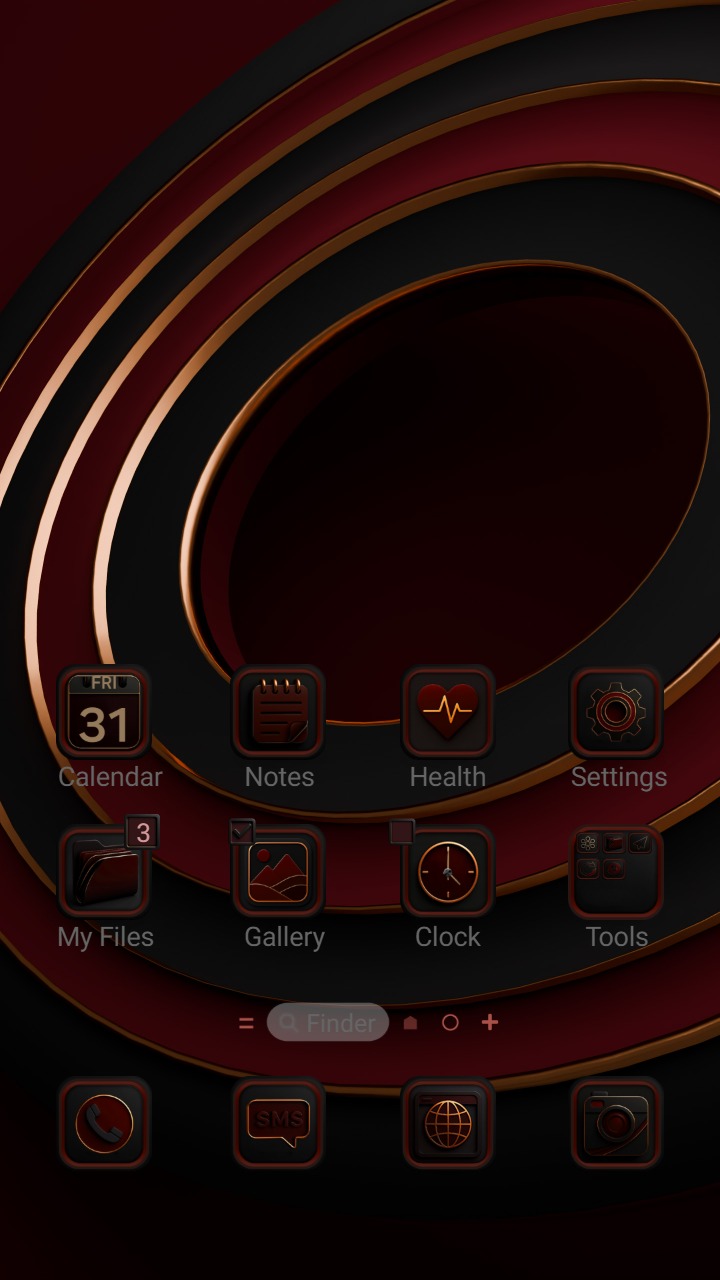 FRI
31
Calendar
Notes
Health
Settings
3
My Files
Gallery
Clock
Tools
Finder
SMS